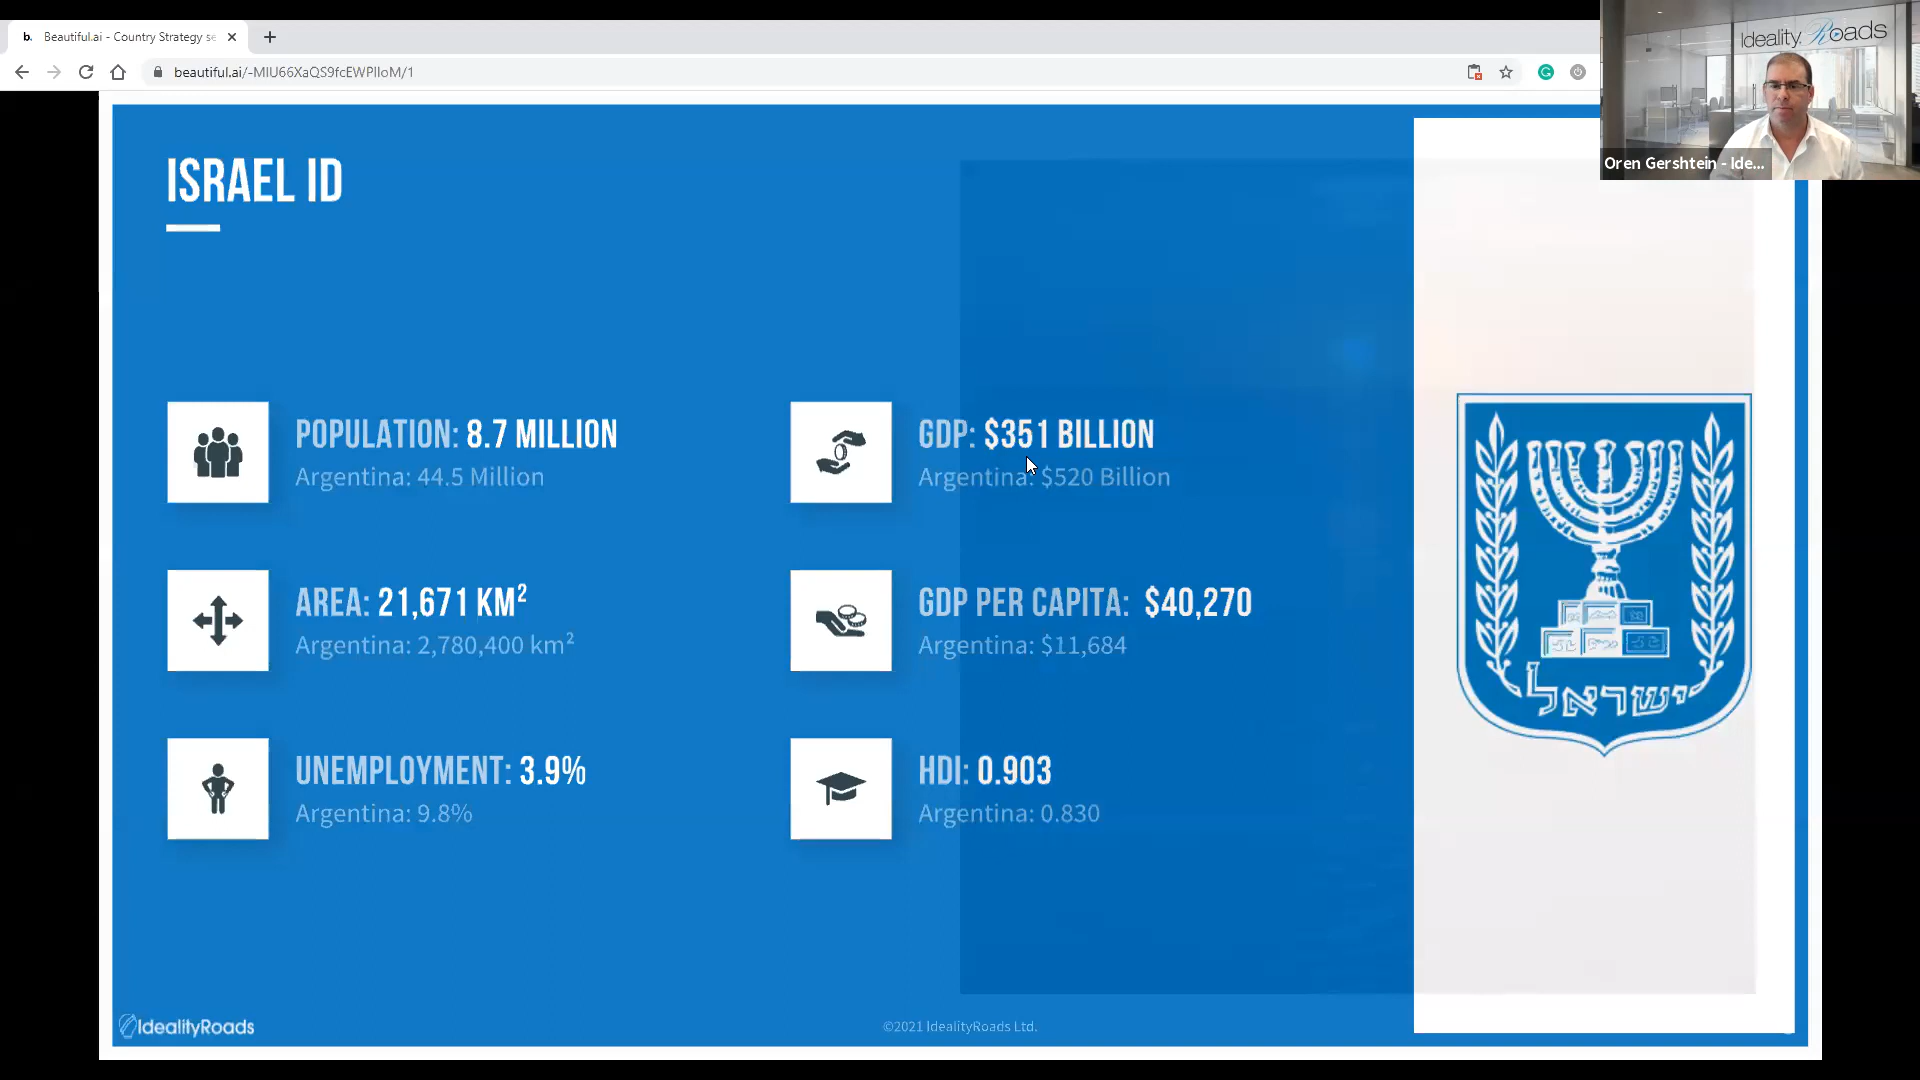 b. Beautiful.ai - Country Strategy se
beautiful.ai/-MIU66XaQS9fcEWPIIoM/1
Ideality Roads
Oren Gershtein - Ide...
ISRAEL ID
POPULATION: 8.7 MILLION
Argentina: 44.5 Million
GDP: $351 BILLION
Argentina: $520 Billion
AREA: 21,671 KM²
Argentina: 2,780,400 km²
GDP PER CAPITA: $40,270
Argentina: $11,684
UNEMPLOYMENT: 3.9%
Argentina: 9.8%
HDI: 0.903
Argentina: 0.830
ישראל
IdealityRoads
©2021 IdealityRoads Ltd.